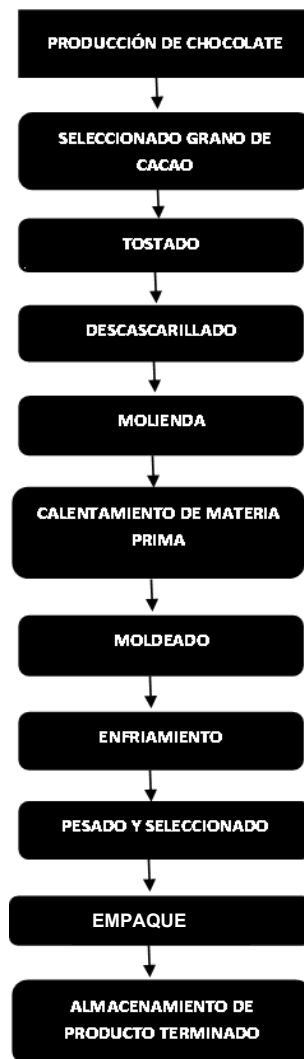 PRODUCCIÓN DE CHOCOLATE
SELECCIONADO GRANO DE
CACAO
TOSTADO
DESCASCARILLADO
MOLIENDA
CALENTAMIENTO DE MATERIA
PRIMA
MOLDEADO
ENFRIAMIENTO
PESADO Y SELECCIONADO
EMPAQUE
ALMACENAMIENTO DE
PRODUCTO TERMINADO